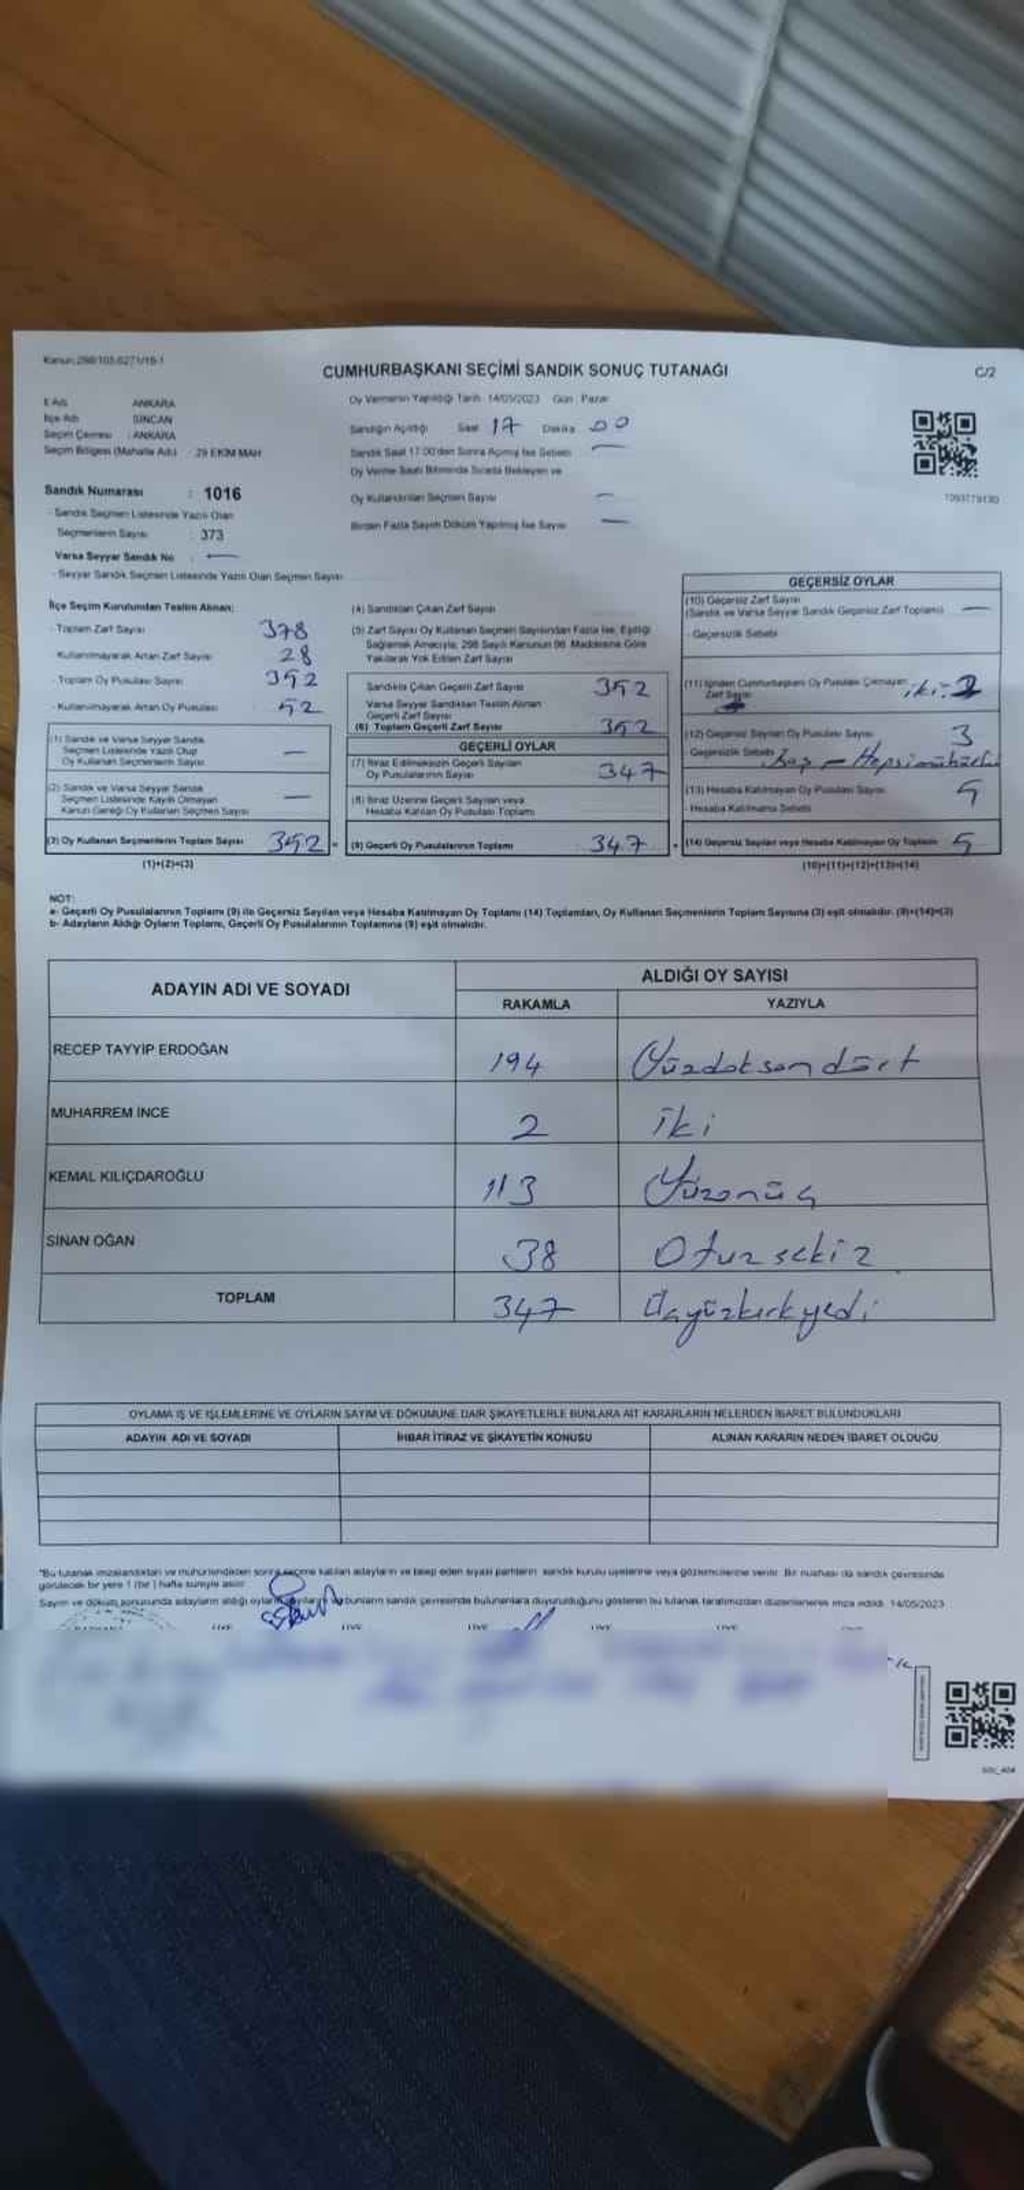 Kanun: 298/105.6271/16-1
CUMHURBAŞKANI SEÇİMİ SANDIK SONUÇ TUTANAĞI
C/2
İl Adı ANKARA
İlçe Adı SİNCAN
Seçim Çevresi : ANKARA
Seçim Bölgesi (Mahalle Adı) : 29 EKİM MAH
Oy Vermenin Yapıldığı Tarih 14/05/2023 Gün : Pazar
Sandığın Açıldığı Saat 17 Dakika 00
Sandık Saat 17:00'den Sonra Açılmış İse Sebebi —
Oy Verme Saati Bitiminde Sırada Bekleyen ve
Oy Kullandırılan Seçmen Sayısı —
Birden Fazla Sayım Döküm Yapılmış İse Sayısı —
Sandık Numarası : 1016
- Sandık Seçmen Listesinde Yazılı Olan
Seçmenlerin Sayısı : 373
Varsa Seyyar Sandık No : —
- Seyyar Sandık Seçmen Listesinde Yazılı Olan Seçmen Sayısı
İlçe Seçim Kurulundan Teslim Alınan:
- Toplam Zarf Sayısı 378
- Kullanılmayarak Artan Zarf Sayısı 28
- Toplam Oy Pusulası Sayısı 392
- Kullanılmayarak Artan Oy Pusulası 42
(1) Sandık ve Varsa Seyyar Sandık
Seçmen Listesinde Yazılı Olup
Oy Kullanan Seçmenlerin Sayısı —
(2) Sandık ve Varsa Seyyar Sandık
Seçmen Listesinde Kayıtlı Olmayan
Kanun Gereği Oy Kullanan Seçmen Sayısı —
(3) Oy Kullanan Seçmenlerin Toplam Sayısı 352
(1)+(2)=(3)
(4) Sandıktan Çıkan Zarf Sayısı
(5) Zarf Sayısı Oy Kullanan Seçmen Sayısından Fazla İse, Eşitliği
Sağlamak Amacıyla, 298 Sayılı Kanunun 98. Maddesine Göre
Yakılarak Yok Edilen Zarf Sayısı
Sandıkta Çıkan Geçerli Zarf Sayısı 352
Varsa Seyyar Sandıktan Teslim Alınan
Geçerli Zarf Sayısı
(6) Toplam Geçerli Zarf Sayısı 352
GEÇERLİ OYLAR
(7) İtiraz Edilmeksizin Geçerli Sayılan
Oy Pusulalarının Sayısı 347
(8) İtiraz Üzerine Geçerli Sayılan veya
Hesaba Katılan Oy Pusulası Toplamı
(9) Geçerli Oy Pusulalarının Toplamı 347
GEÇERSİZ OYLAR
(10) Geçersiz Zarf Sayısı
(Sandık ve Varsa Seyyar Sandık Geçersiz Zarf Toplamı) —
- Geçersizlik Sebebi
(11) İçinden Cumhurbaşkanı Oy Pusulası Çıkmayan
Zarf Sayısı iki: 2
(12) Geçersiz Sayılan Oy Pusulası Sayısı 3
- Geçersizlik Sebebi Boş - Hepsi mühürlü
(13) Hesaba Katılmayan Oy Pusulası Sayısı 5
- Hesaba Katılmama Sebebi
(14) Geçersiz Sayılan veya Hesaba Katılmayan Oy Toplamı 5
(10)+(11)+(12)+(13)=(14)
NOT:
a- Geçerli Oy Pusulalarının Toplamı (9) ile Geçersiz Sayılan veya Hesaba Katılmayan Oy Toplamı (14) Toplamları, Oy Kullanan Seçmenlerin Toplam Sayısına (3) eşit olmalıdır. (9)+(14)=(3)
b- Adayların Aldığı Oyların Toplamı, Geçerli Oy Pusulalarının Toplamına (9) eşit olmalıdır.
ADAYIN ADI VE SOYADI
ALDIĞI OY SAYISI
RAKAMLA YAZIYLA
RECEP TAYYİP ERDOĞAN 194 Yüzdoksandört
MUHARREM İNCE 2 iki
KEMAL KILIÇDAROĞLU 113 Yüzonüç
SİNAN OĞAN 38 Otuzsekiz
TOPLAM 347 Üçyüzkırkyedi
OYLAMA İŞ VE İŞLEMLERİNE VE OYLARIN SAYIM VE DÖKÜMÜNE DAİR ŞİKAYETLERLE BUNLARA AİT KARARLARIN NELERDEN İBARET BULUNDUKLARI
ADAYIN ADI VE SOYADI İHBAR İTİRAZ VE ŞİKAYETİN KONUSU ALINAN KARARIN NEDEN İBARET OLDUĞU
"Bu tutanak imzalandıktan ve mühürlendikten sonra seçime katılan adayların ve talep eden siyasi partilerin sandık kurulu üyelerine veya gözlemcilerine verilir. Bir nüshası da sandık çevresinde
görülecek bir yere 1 (bir) hafta süreyle asılır.
Sayım ve döküm sonucunda adayların aldığı oyların bunların sandık çevresinde bulunanlara duyurulduğunu gösteren bu tutanak tarafımızdan düzenlenerek imza edildi. 14/05/2023